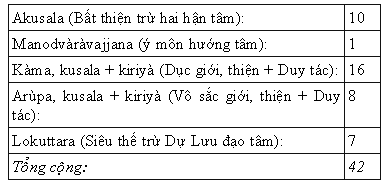 Akusala (Bất thiện trừ hai hận tâm): 10
Manodvàràvajjana (ý môn hướng tâm): 1
Kàma, kusala + kiriyà (Dục giới, thiện + Duy tác): 16
Arùpa, kusala + kiriyà (Vô sắc giới, thiện + Duy 8
tác):
Lokuttara (Siêu thế trừ Dự Lưu đạo tâm): 7
Tổng cộng: 42